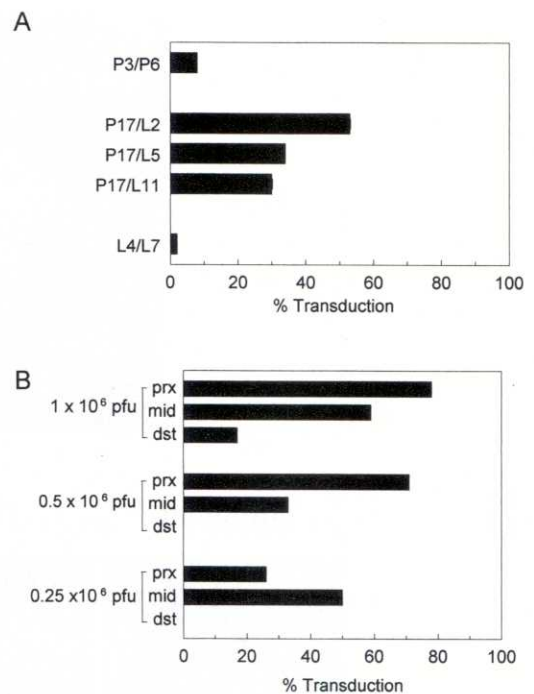 A
P3/P6
P17/L2
P17/L5
P17/L11
L4/L7
0 20 40 60 80 100
% Transduction
B
1 x 10⁶ pfu
prx
mid
dst
0.5 x 10⁶ pfu
prx
mid
dst
0.25 x10⁶ pfu
prx
mid
dst
0 20 40 60 80 100
% Transduction